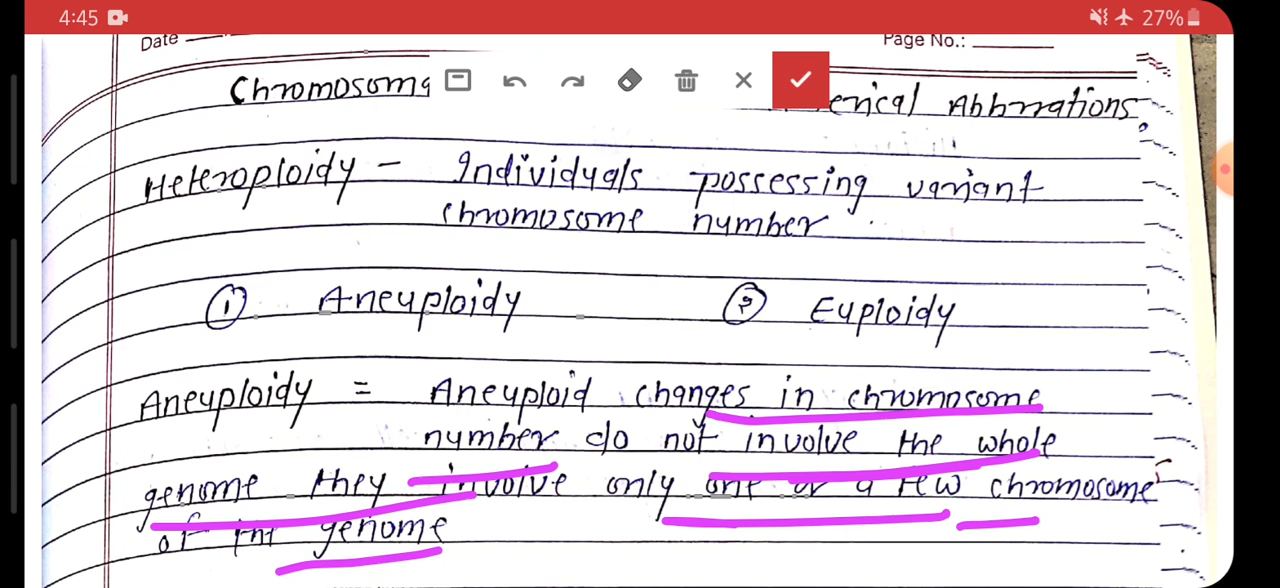 4:45 27%
Date Page No.:
Chromosoma erical Abbrrations.
Heteroploidy - Individuals possessing variant
chromosome number
① Aneuploidy ② Euploidy
Aneuploidy = Aneuploid changes in chromosome
number do not involve the whole
genome they involve only one or a few chromosome
of the genome